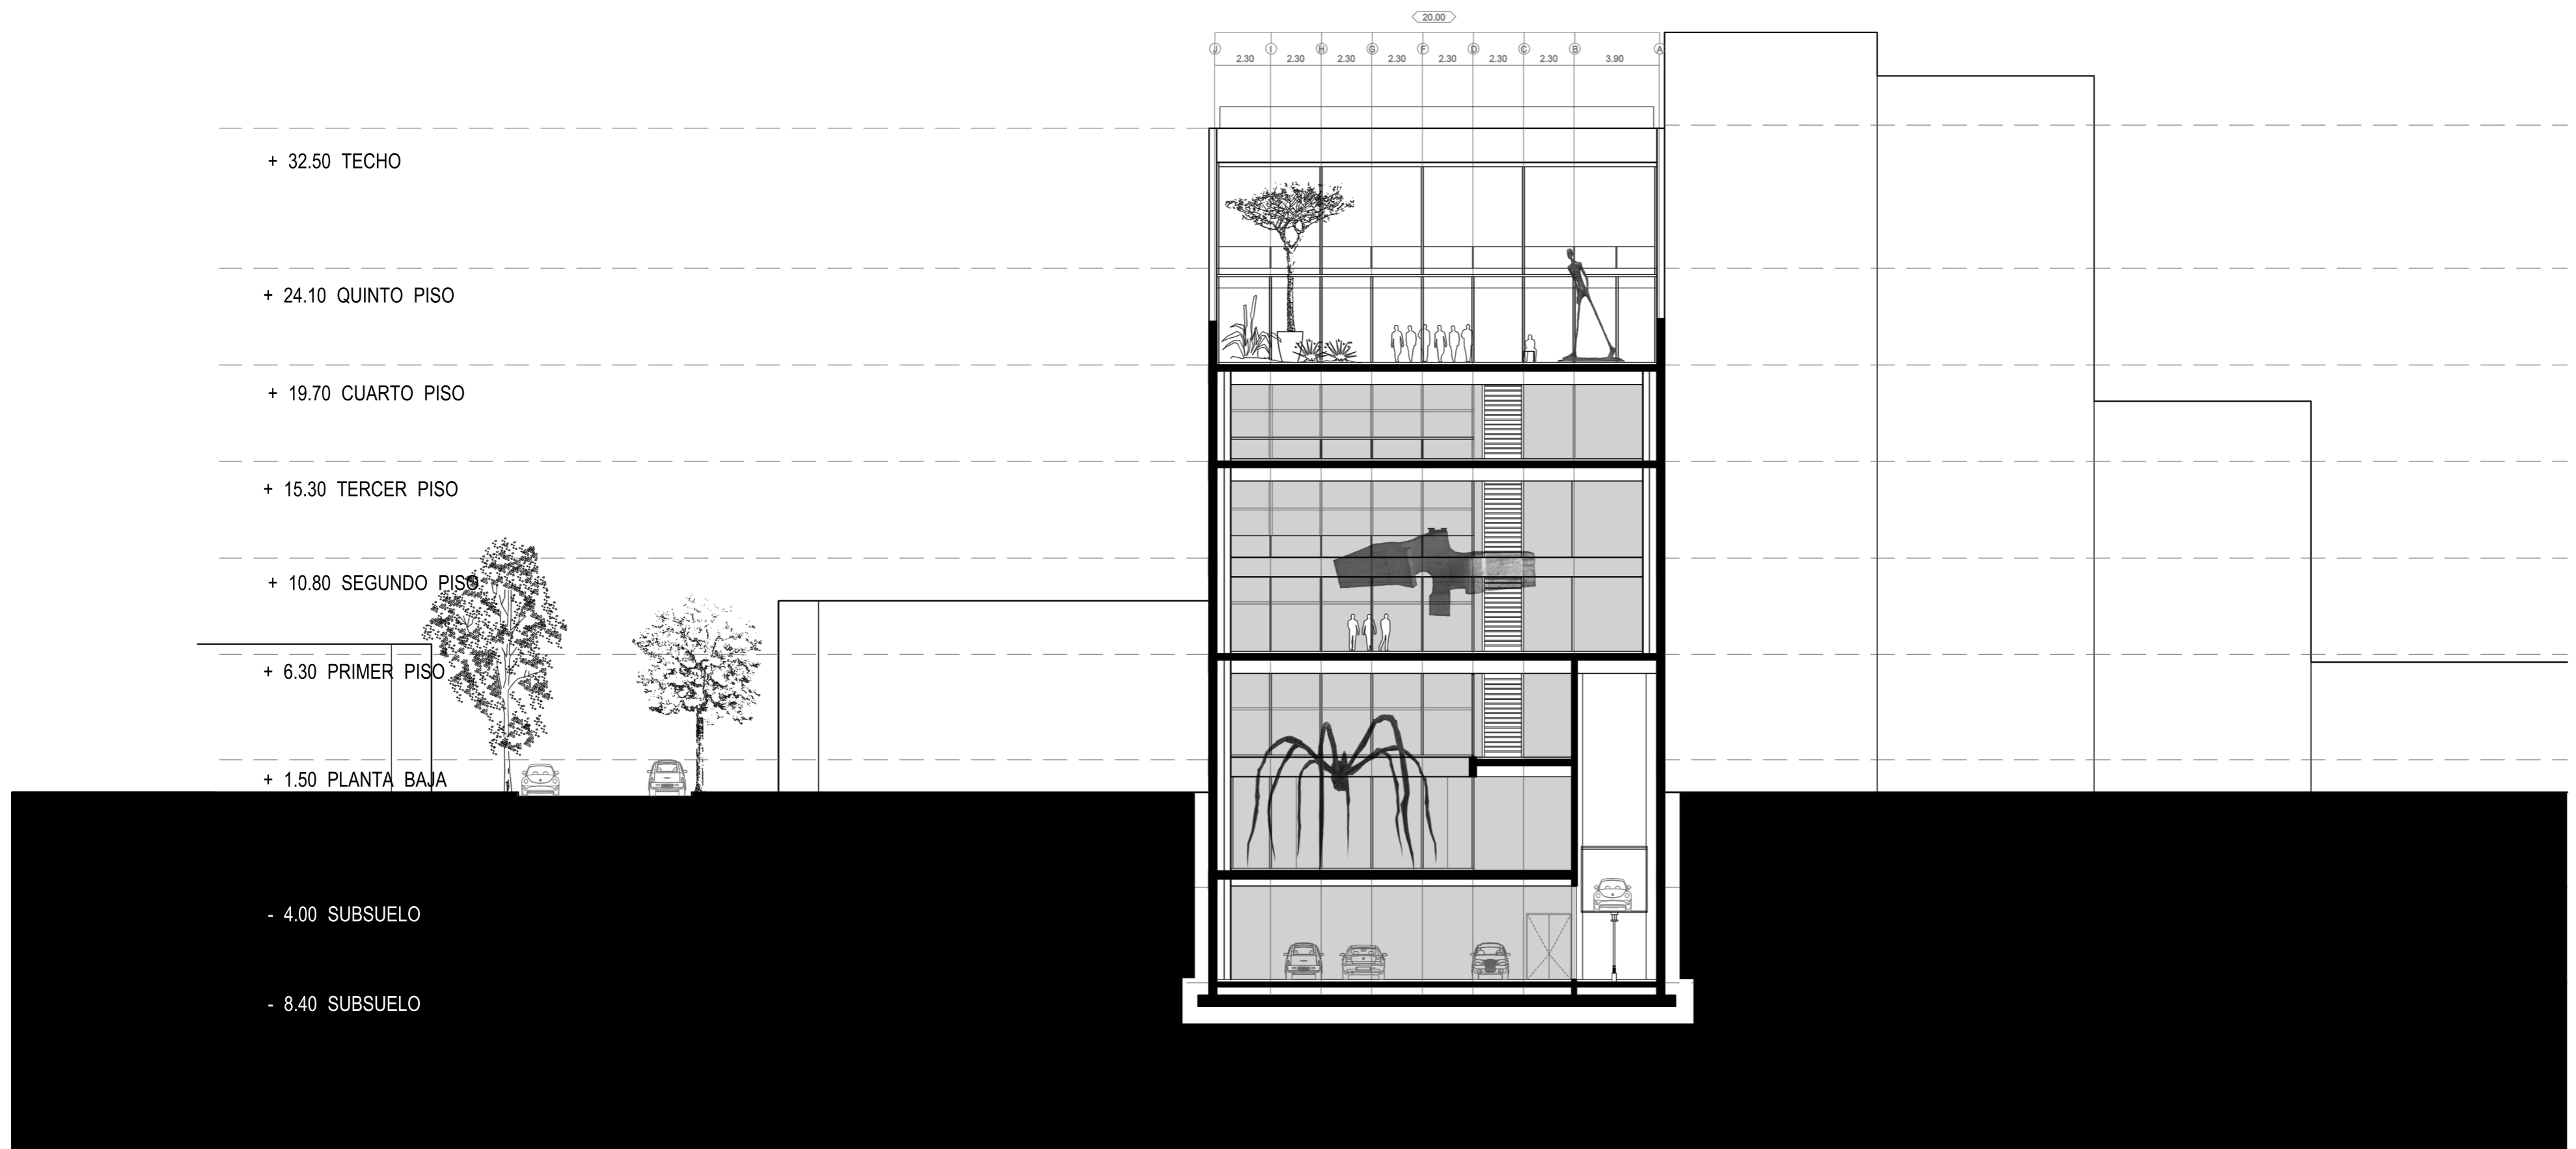 20.00
J I H G F D C B A
2.30 2.30 2.30 2.30 2.30 2.30 2.30 3.90
+ 32.50 TECHO
+ 24.10 QUINTO PISO
+ 19.70 CUARTO PISO
+ 15.30 TERCER PISO
+ 10.80 SEGUNDO PISO
+ 6.30 PRIMER PISO
+ 1.50 PLANTA BAJA
- 4.00 SUBSUELO
- 8.40 SUBSUELO